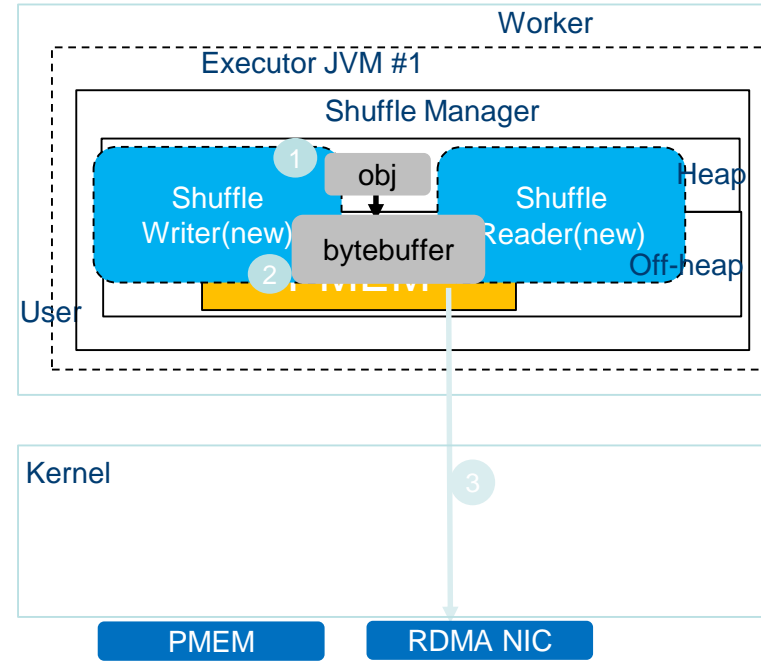 Worker
Executor JVM #1
Shuffle Manager
1
obj
Heap
Shuffle
Writer(new)
Shuffle
Reader(new)
bytebuffer
2
Off-heap
PMEM
User
Kernel
3
PMEM
RDMA NIC